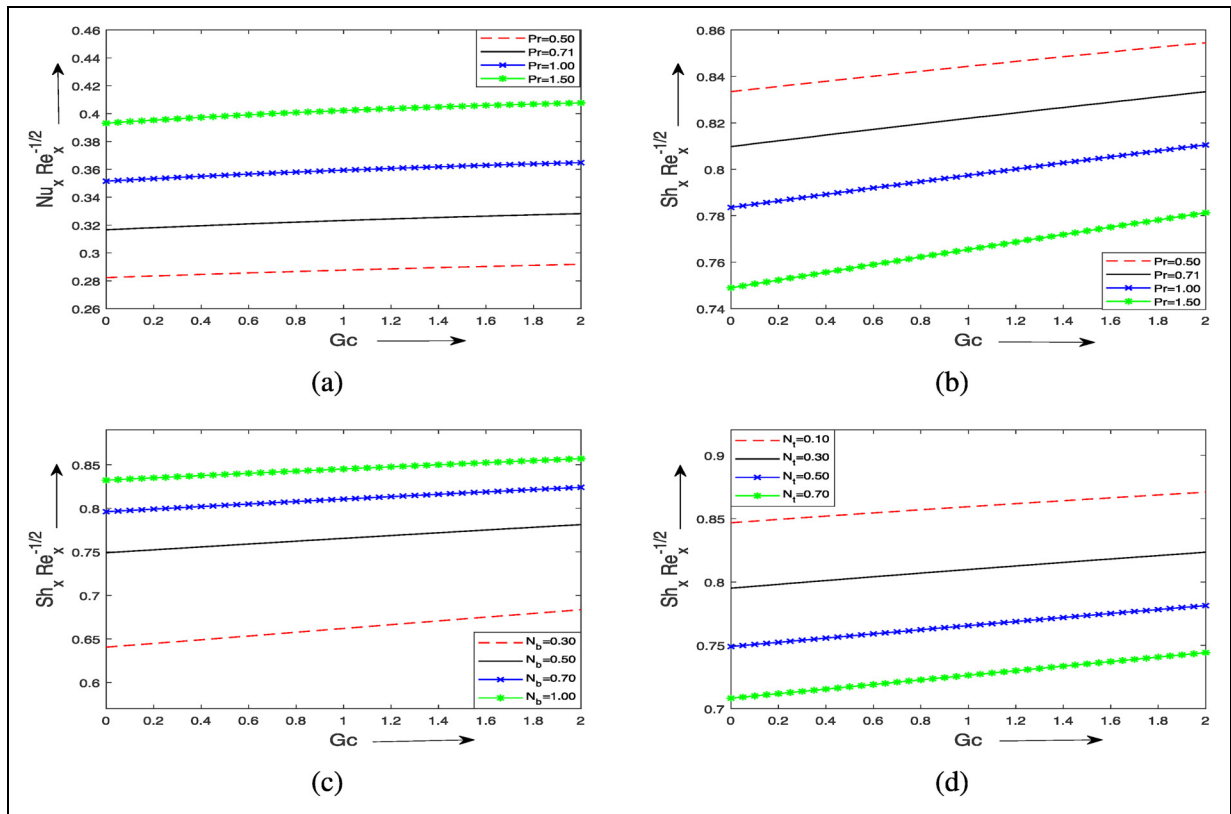 0.46
0.44
0.42
0.4
0.38
0.36
0.34
0.32
0.3
0.28
0.26
Nu_x Re_x^-1/2
Pr=0.50
Pr=0.71
Pr=1.00
Pr=1.50
0 0.2 0.4 0.6 0.8 1 1.2 1.4 1.6 1.8 2
Gc
(a)
0.86
0.84
0.82
0.8
0.78
0.76
0.74
Sh_x Re_x^-1/2
Pr=0.50
Pr=0.71
Pr=1.00
Pr=1.50
0 0.2 0.4 0.6 0.8 1 1.2 1.4 1.6 1.8 2
Gc
(b)
0.85
0.8
0.75
0.7
0.65
0.6
Sh_x Re_x^-1/2
N_b=0.30
N_b=0.50
N_b=0.70
N_b=1.00
0 0.2 0.4 0.6 0.8 1 1.2 1.4 1.6 1.8 2
Gc
(c)
0.9
0.85
0.8
0.75
0.7
Sh_x Re_x^-1/2
N_t=0.10
N_t=0.30
N_t=0.50
N_t=0.70
0 0.2 0.4 0.6 0.8 1 1.2 1.4 1.6 1.8 2
Gc
(d)